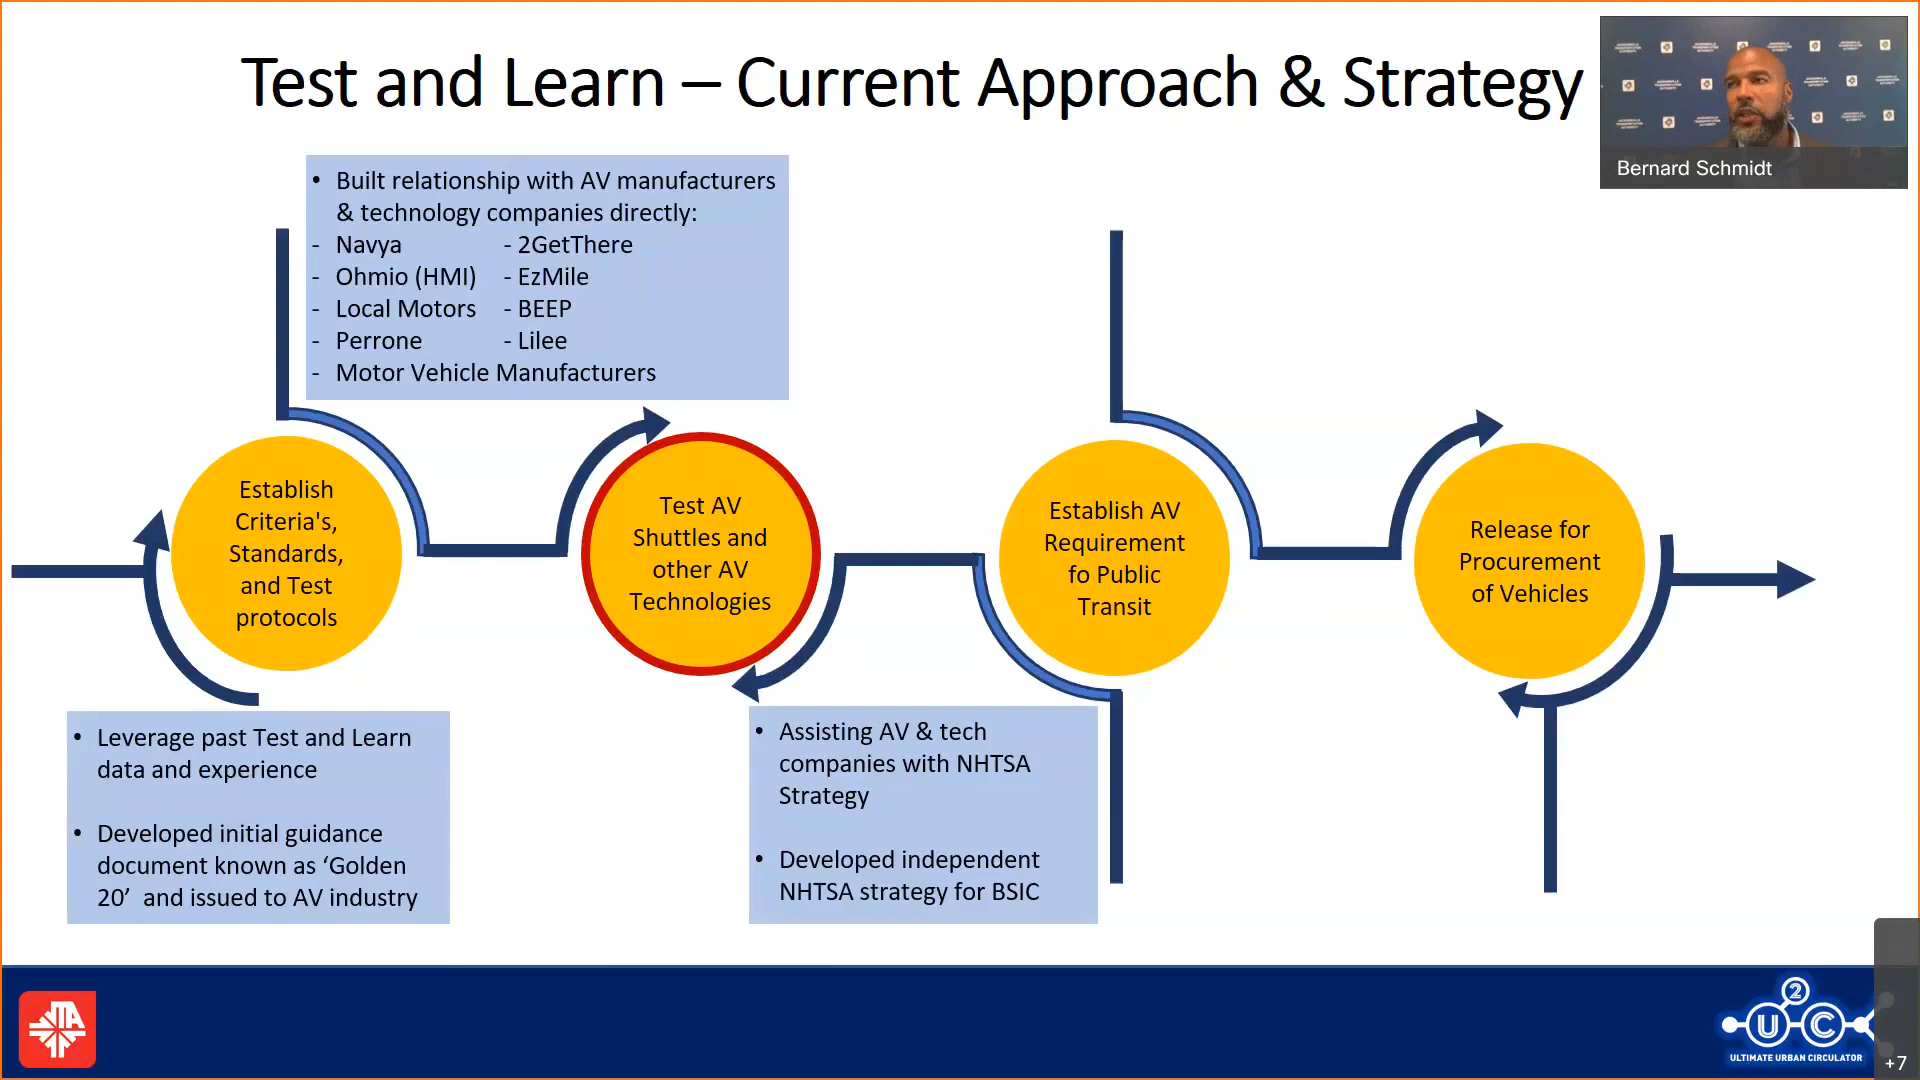 Test and Learn – Current Approach & Strategy
Bernard Schmidt
• Built relationship with AV manufacturers
& technology companies directly:
- Navya - 2GetThere
- Ohmio (HMI) - EzMile
- Local Motors - BEEP
- Perrone - Lilee
- Motor Vehicle Manufacturers
Establish
Criteria's,
Standards,
and Test
protocols
Test AV
Shuttles and
other AV
Technologies
Establish AV
Requirement
fo Public
Transit
Release for
Procurement
of Vehicles
• Leverage past Test and Learn
data and experience
• Developed initial guidance
document known as ‘Golden
20’ and issued to AV industry
• Assisting AV & tech
companies with NHTSA
Strategy
• Developed independent
NHTSA strategy for BSIC
JTA
U2C
ULTIMATE URBAN CIRCULATOR
+7